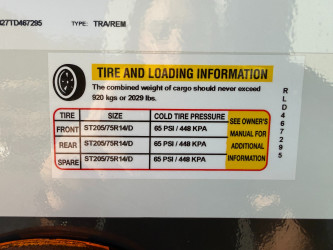 27TD467295
TYPE: TRA/REM
TIRE AND LOADING INFORMATION
The combined weight of cargo should never exceed
920 kgs or 2029 lbs.
TIRE SIZE COLD TIRE PRESSURE
FRONT ST205/75R14/D 65 PSI / 448 KPA
REAR ST205/75R14/D 65 PSI / 448 KPA
SPARE ST205/75R14/D 65 PSI / 448 KPA
SEE OWNER'S
MANUAL FOR
ADDITIONAL
INFORMATION
RLD467295